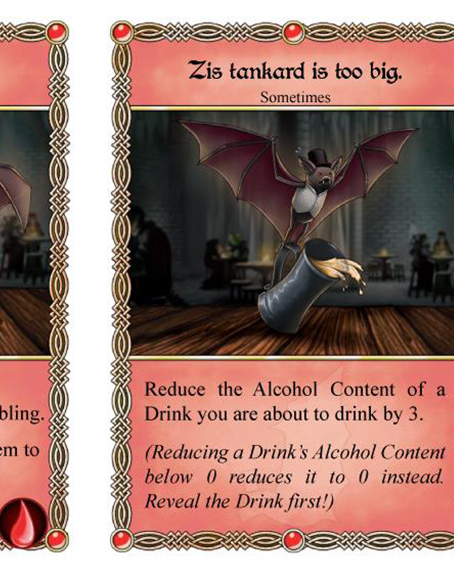 Zis tankard is too big.
Sometimes
bling.
em to
Reduce the Alcohol Content of a
Drink you are about to drink by 3.
(Reducing a Drink's Alcohol Content
below 0 reduces it to 0 instead.
Reveal the Drink first!)